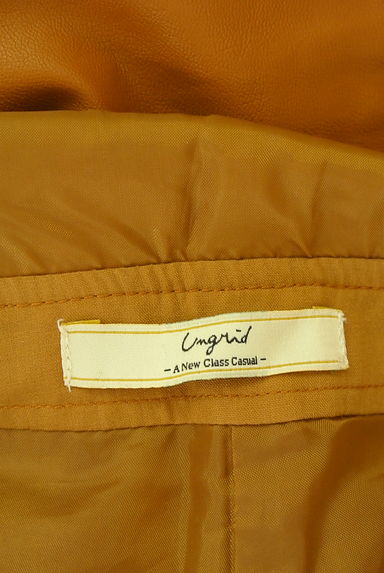 Ungrid
– A New Class Casual –